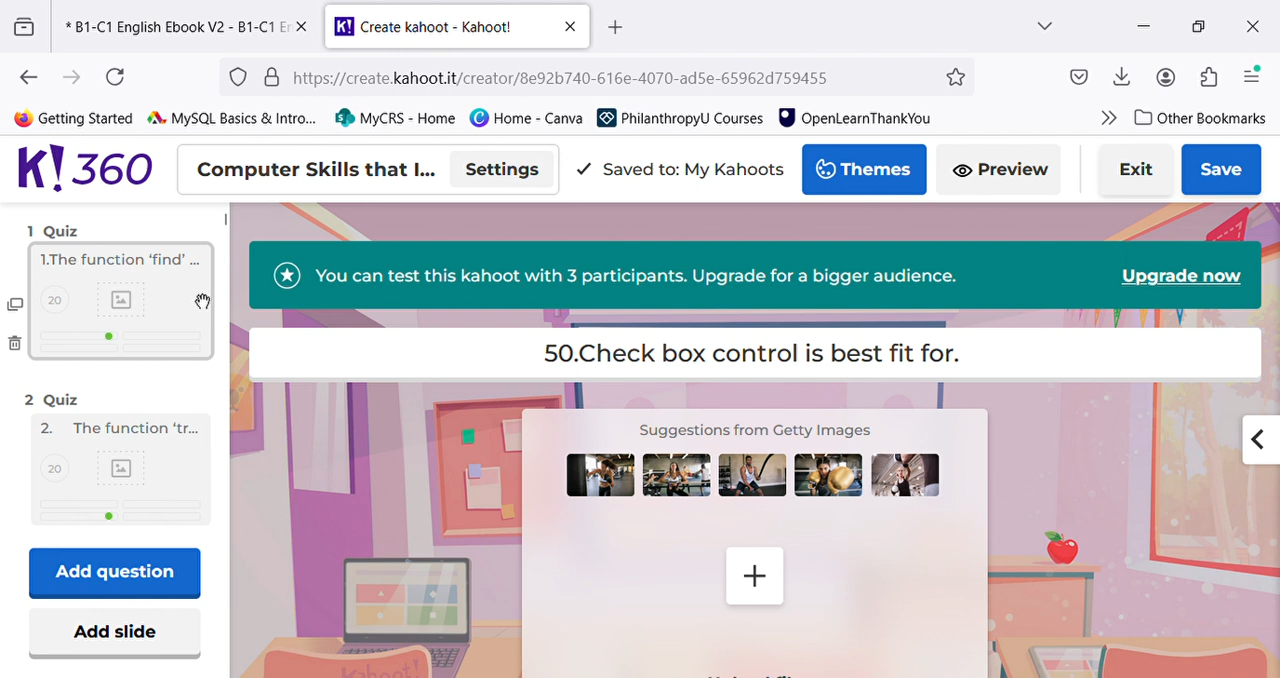 * B1-C1 English Ebook V2 - B1-C1 En
Create kahoot - Kahoot!
https://create.kahoot.it/creator/8e92b740-616e-4070-ad5e-65962d759455
Getting Started
MySQL Basics & Intro...
MyCRS - Home
Home - Canva
PhilanthropyU Courses
OpenLearnThankYou
Other Bookmarks
K! 360
Computer Skills that I...
Settings
Saved to: My Kahoots
Themes
Preview
Exit
Save
1 Quiz
1.The function ‘find’ ...
20
2 Quiz
2. The function ‘tr...
20
Add question
Add slide
You can test this kahoot with 3 participants. Upgrade for a bigger audience.
Upgrade now
50.Check box control is best fit for.
Suggestions from Getty Images
Kahoot!